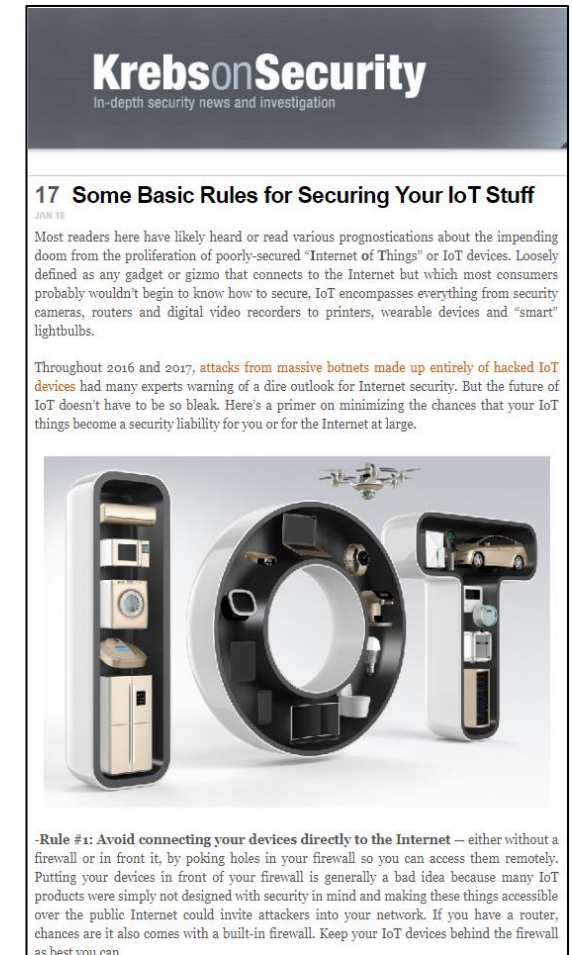 KrebsonSecurity
In-depth security news and investigation
17 Some Basic Rules for Securing Your IoT Stuff
JAN 18
Most readers here have likely heard or read various prognostications about the impending
doom from the proliferation of poorly-secured “Internet of Things” or IoT devices. Loosely
defined as any gadget or gizmo that connects to the Internet but which most consumers
probably wouldn’t begin to know how to secure, IoT encompasses everything from security
cameras, routers and digital video recorders to printers, wearable devices and “smart”
lightbulbs.
Throughout 2016 and 2017, attacks from massive botnets made up entirely of hacked IoT
devices had many experts warning of a dire outlook for Internet security. But the future of
IoT doesn’t have to be so bleak. Here’s a primer on minimizing the chances that your IoT
things become a security liability for you or for the Internet at large.
IOT
-Rule #1: Avoid connecting your devices directly to the Internet — either without a
firewall or in front it, by poking holes in your firewall so you can access them remotely.
Putting your devices in front of your firewall is generally a bad idea because many IoT
products were simply not designed with security in mind and making these things accessible
over the public Internet could invite attackers into your network. If you have a router,
chances are it also comes with a built-in firewall. Keep your IoT devices behind the firewall
as best you can.